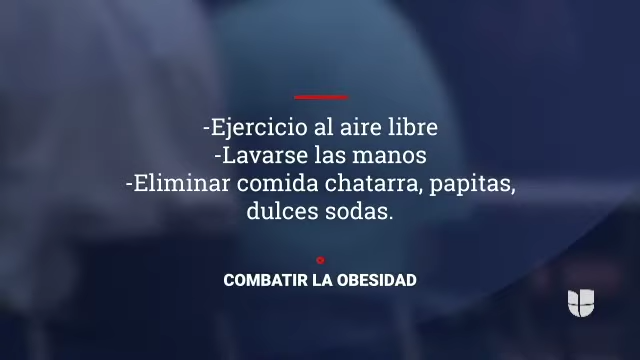 -Ejercicio al aire libre
-Lavarse las manos
-Eliminar comida chatarra, papitas,
dulces sodas.
COMBATIR LA OBESIDAD